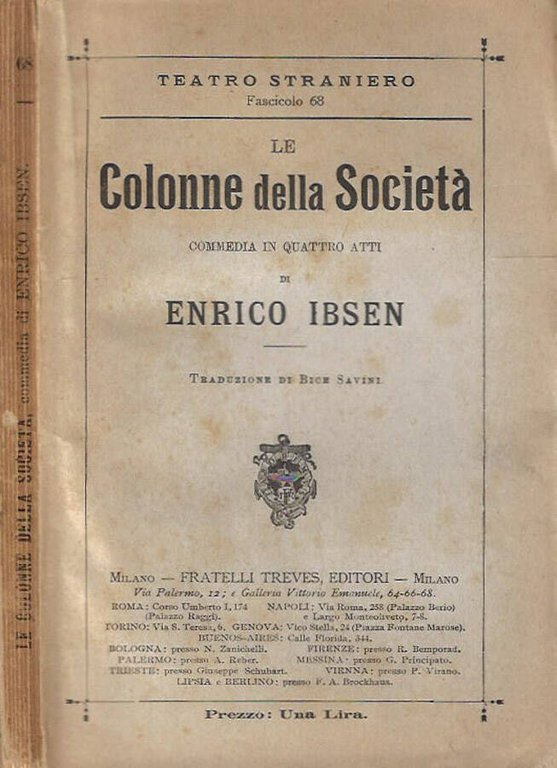 TEATRO STRANIERO
Fascicolo 68
LE
Colonne della Società
COMMEDIA IN QUATTRO ATTI
DI
ENRICO IBSEN
TRADUZIONE DI BICE SAVINI
MILANO — FRATELLI TREVES, EDITORI — MILANO
Via Palermo, 12; e Galleria Vittorio Emanuele, 64-66-68.
ROMA: Corso Umberto I, 174 NAPOLI: Via Roma, 258 (Palazzo Berio)
(Palazzo Raggi). e Largo Monteoliveto, 7-8.
TORINO: Via S. Teresa, 6. GENOVA: Vico Stella, 24 (Piazza Fontane Marose).
BUENOS-AIRES: Calle Florida, 344.
BOLOGNA: presso N. Zanichelli. FIRENZE: presso R. Bemporad.
PALERMO: presso A. Reber. MESSINA: presso G. Principato.
TRIESTE: presso Giuseppe Schubart. VIENNA: presso P. Virano.
LIPSIA e BERLINO: presso F. A. Brockhaus.
Prezzo: Una Lira.
LE COLONNE DELLA SOCIETÀ, commedia di ENRICO IBSEN.